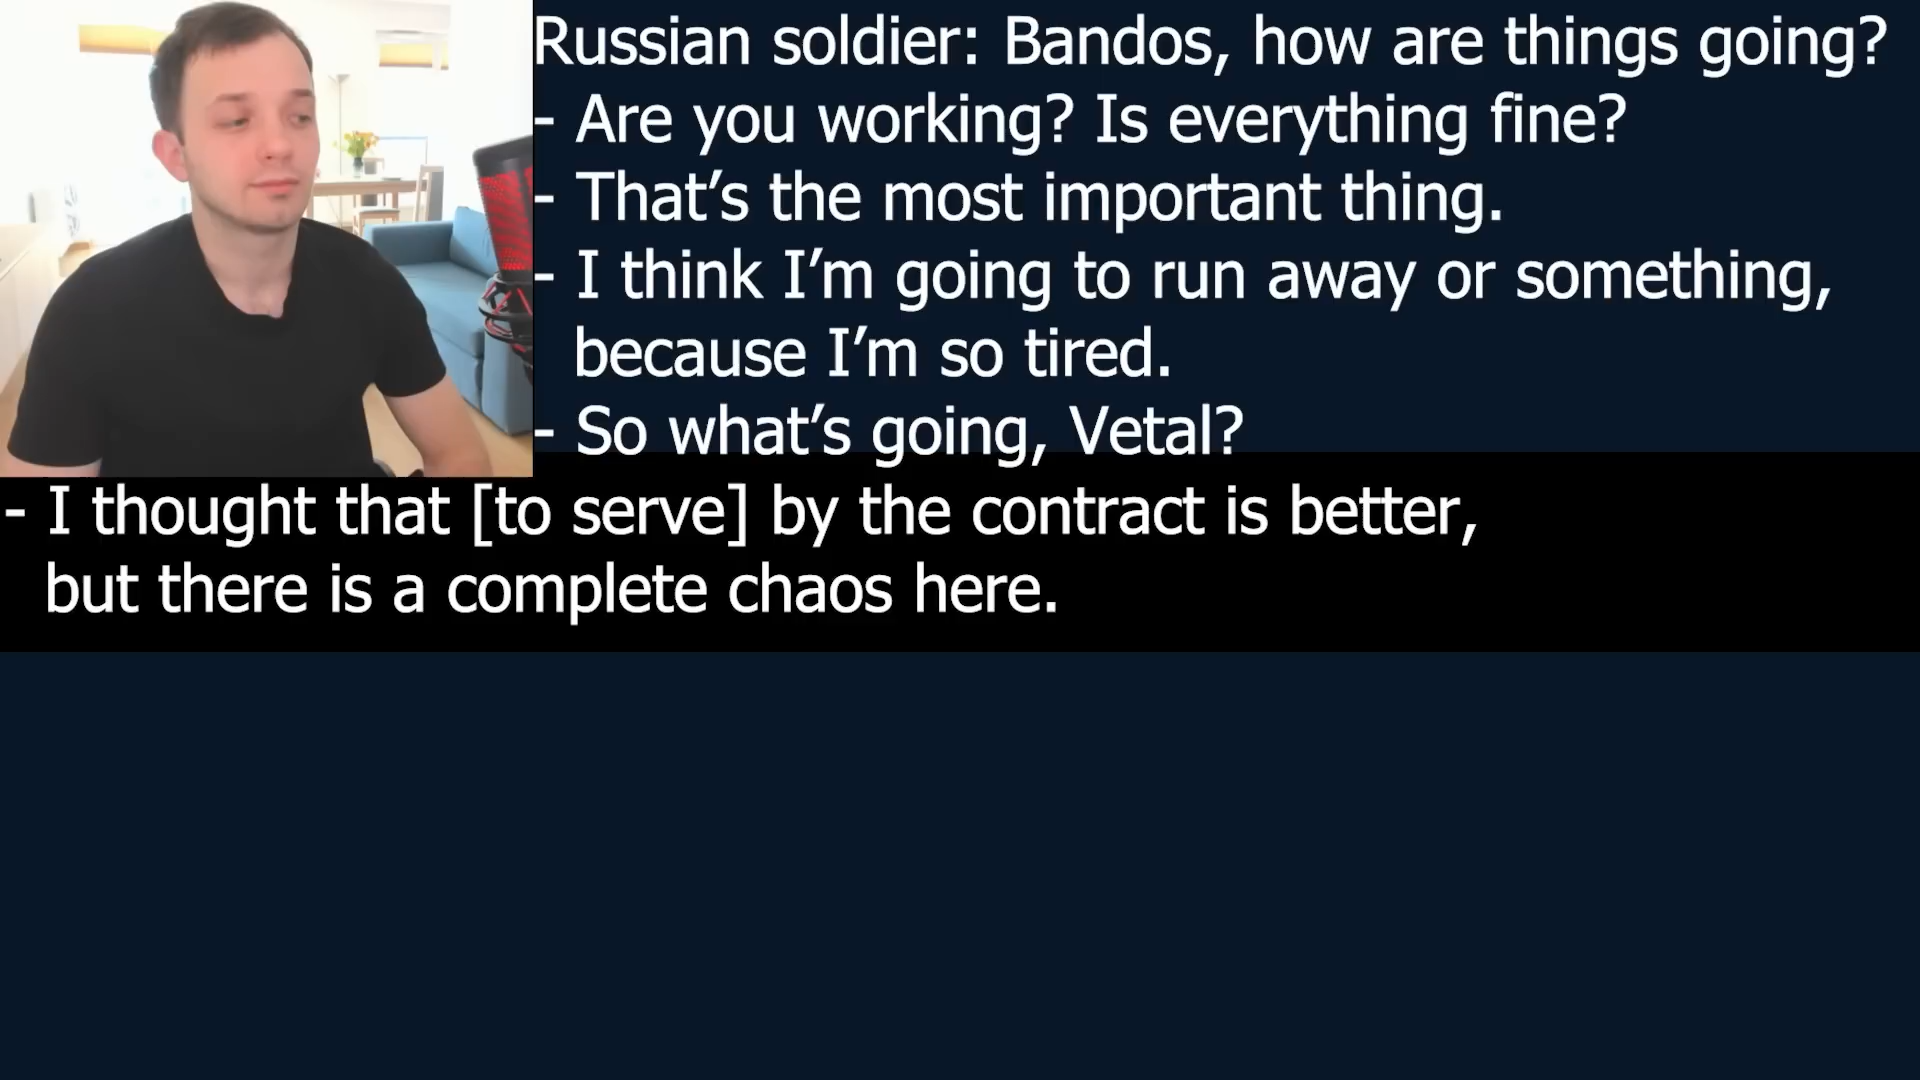 Russian soldier: Bandos, how are things going?
- Are you working? Is everything fine?
- That’s the most important thing.
- I think I’m going to run away or something,
because I’m so tired.
- So what’s going, Vetal?
- I thought that [to serve] by the contract is better,
but there is a complete chaos here.